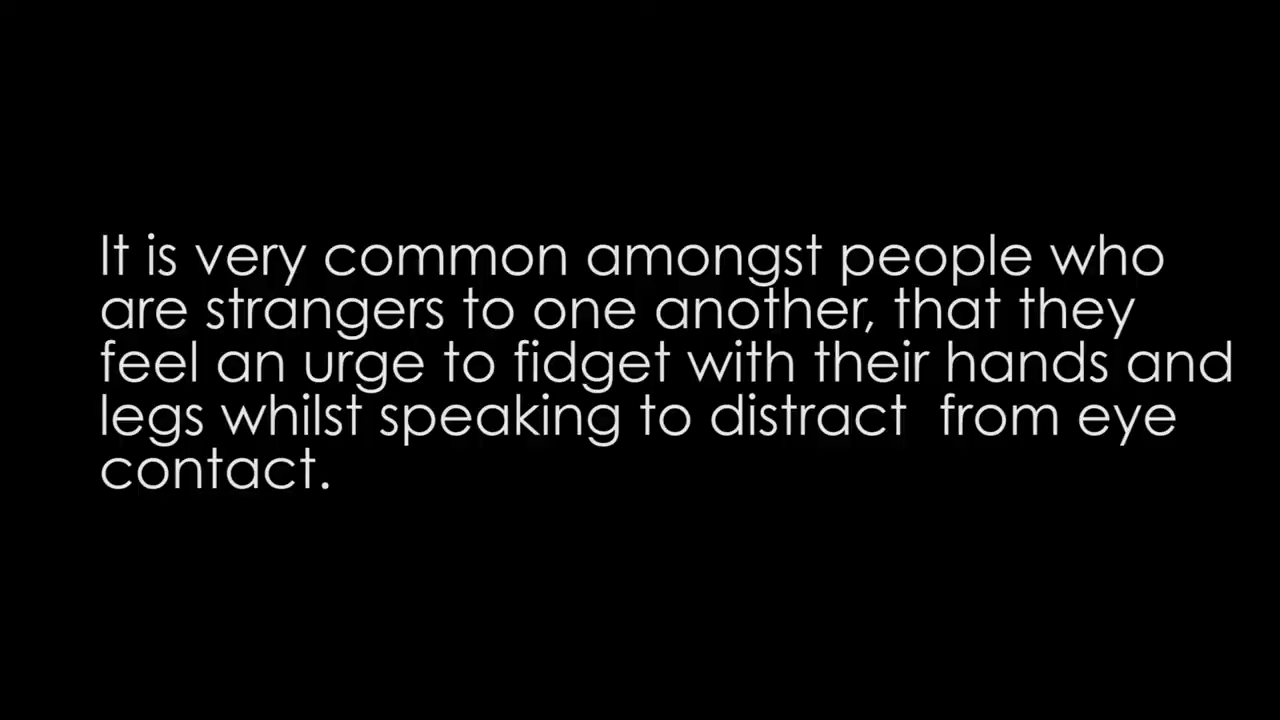 It is very common amongst people who
are strangers to one another, that they
feel an urge to fidget with their hands and
legs whilst speaking to distract  from eye
contact.